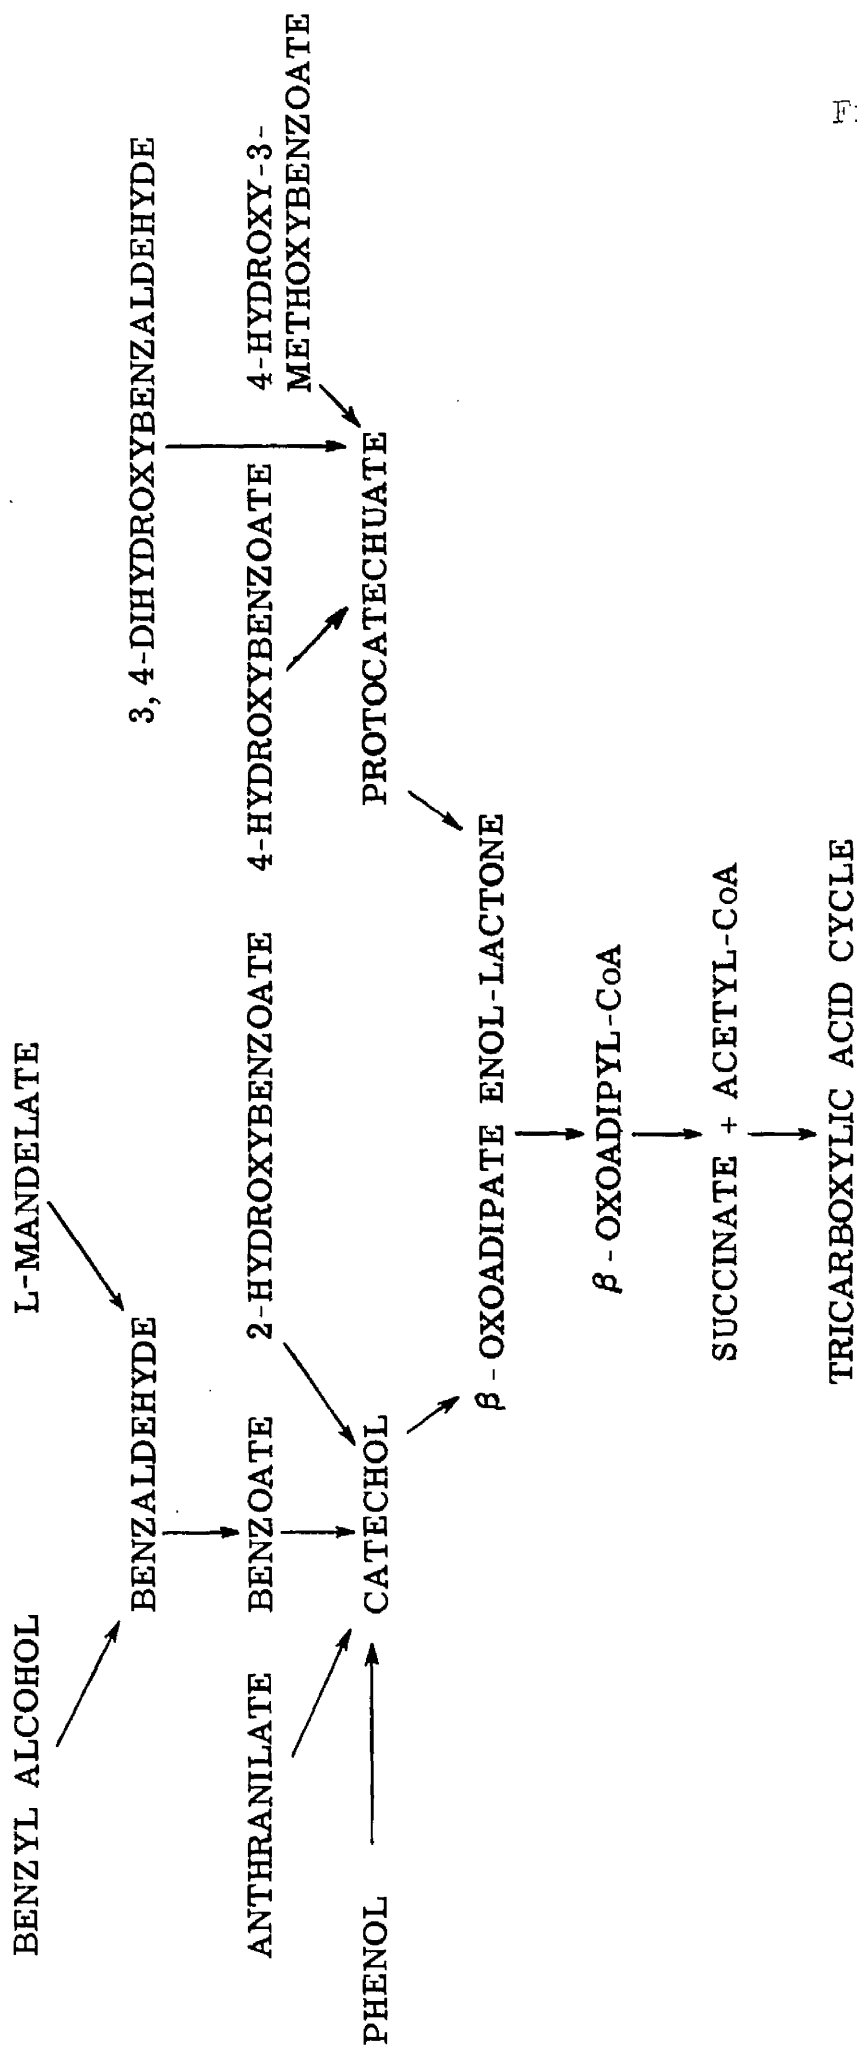 BENZYL ALCOHOL
L-MANDELATE
BENZALDEHYDE
3, 4-DIHYDROXYBENZALDEHYDE
ANTHRANILATE
BENZOATE
2-HYDROXYBENZOATE
4-HYDROXYBENZOATE
4-HYDROXY-3-
METHOXYBENZOATE
PHENOL
CATECHOL
PROTOCATECHUATE
β - OXOADIPATE ENOL-LACTONE
β - OXOADIPYL-CoA
SUCCINATE + ACETYL-CoA
TRICARBOXYLIC ACID CYCLE